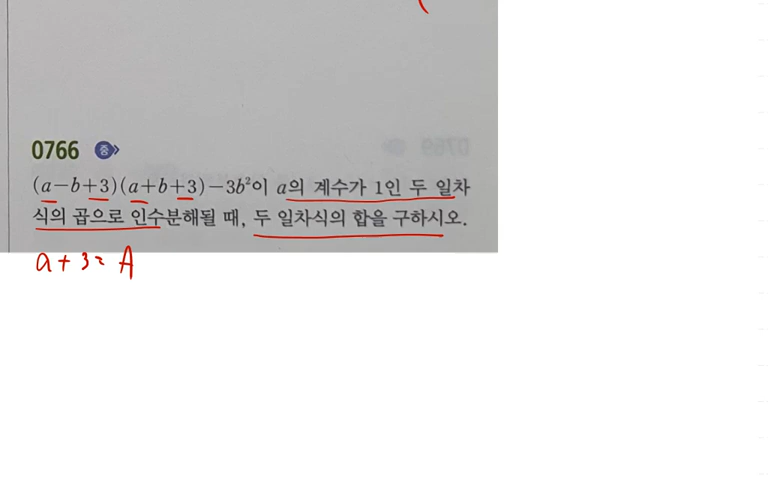 0766 중
(a-b+3)(a+b+3)-3b²이 a의 계수가 1인 두 일차
식의 곱으로 인수분해될 때, 두 일차식의 합을 구하시오.
a+3=A